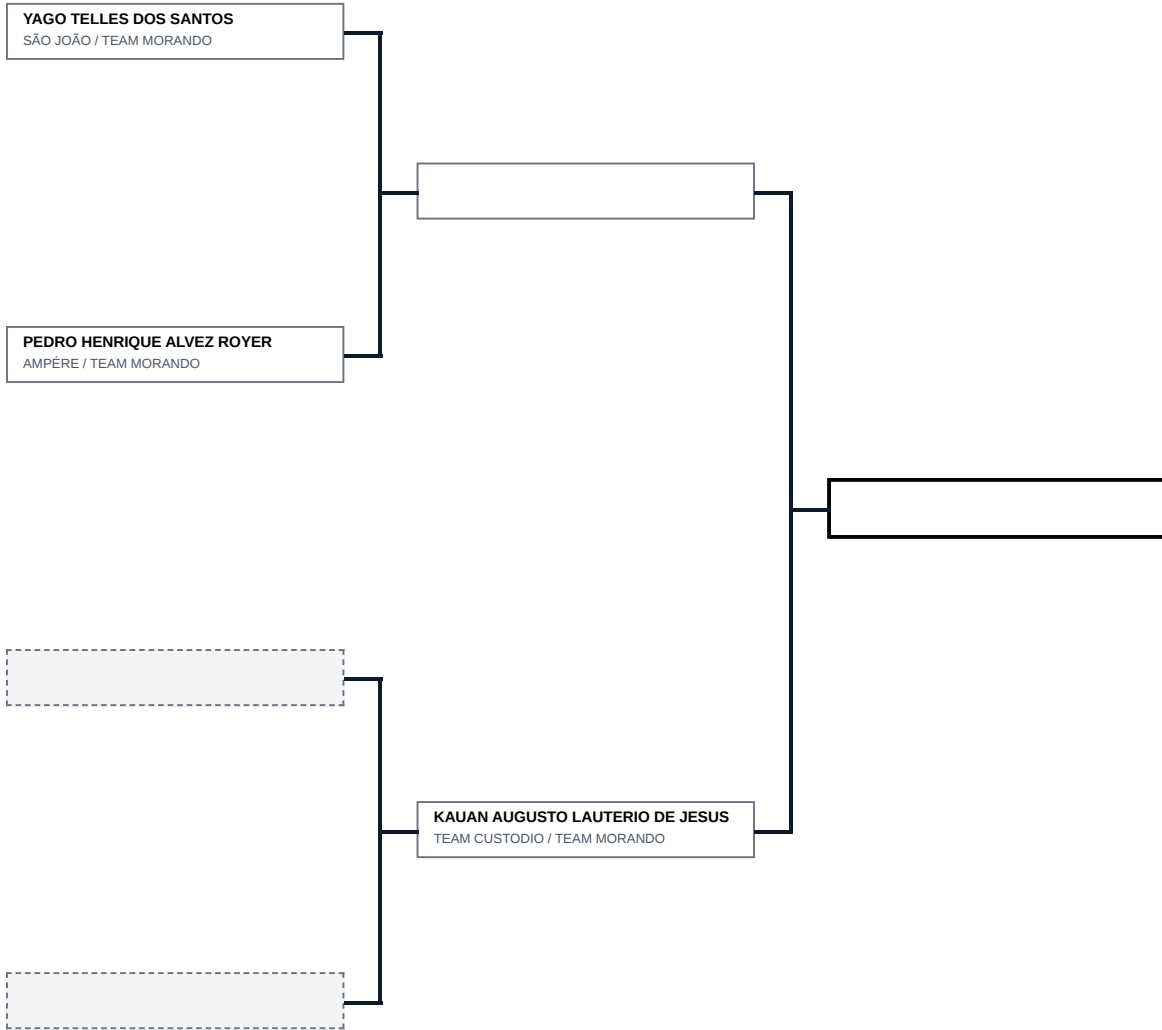 YAGO TELLES DOS SANTOS
SÃO JOÃO / TEAM MORANDO
PEDRO HENRIQUE ALVEZ ROYER
AMPÉRE / TEAM MORANDO
KAUAN AUGUSTO LAUTERIO DE JESUS
TEAM CUSTODIO / TEAM MORANDO